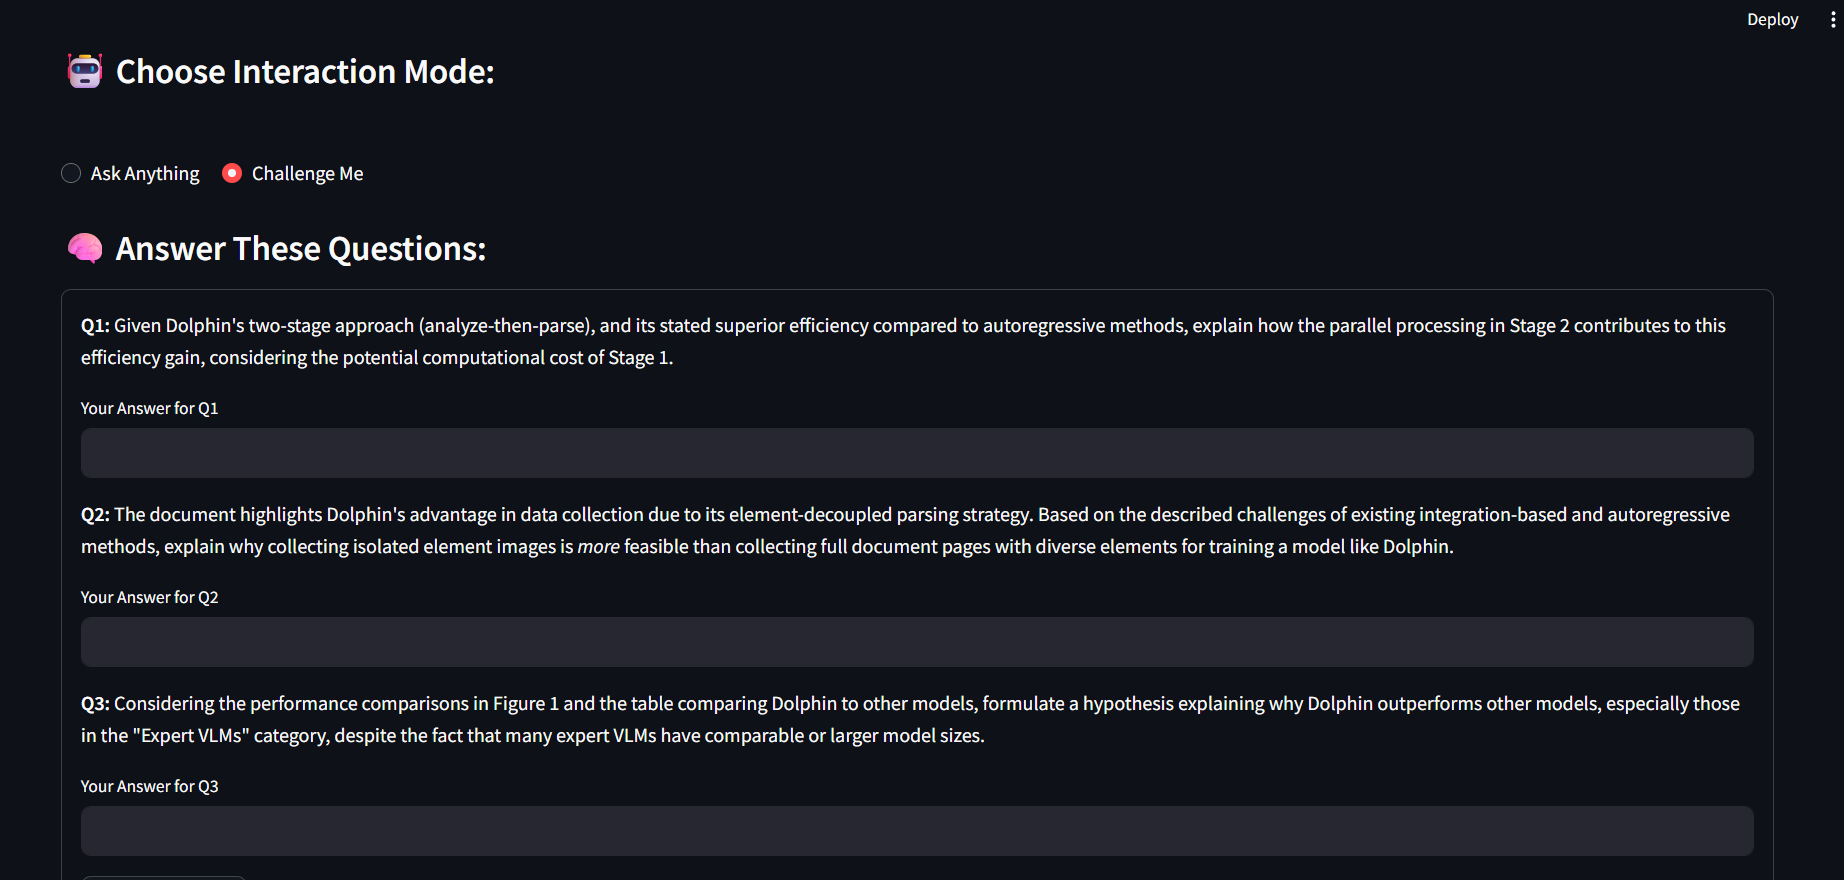 Deploy
Choose Interaction Mode:
Ask Anything
Challenge Me
Answer These Questions:
Q1: Given Dolphin's two-stage approach (analyze-then-parse), and its stated superior efficiency compared to autoregressive methods, explain how the parallel processing in Stage 2 contributes to this
efficiency gain, considering the potential computational cost of Stage 1.
Your Answer for Q1
Q2: The document highlights Dolphin's advantage in data collection due to its element-decoupled parsing strategy. Based on the described challenges of existing integration-based and autoregressive
methods, explain why collecting isolated element images is more feasible than collecting full document pages with diverse elements for training a model like Dolphin.
Your Answer for Q2
Q3: Considering the performance comparisons in Figure 1 and the table comparing Dolphin to other models, formulate a hypothesis explaining why Dolphin outperforms other models, especially those
in the "Expert VLMs" category, despite the fact that many expert VLMs have comparable or larger model sizes.
Your Answer for Q3